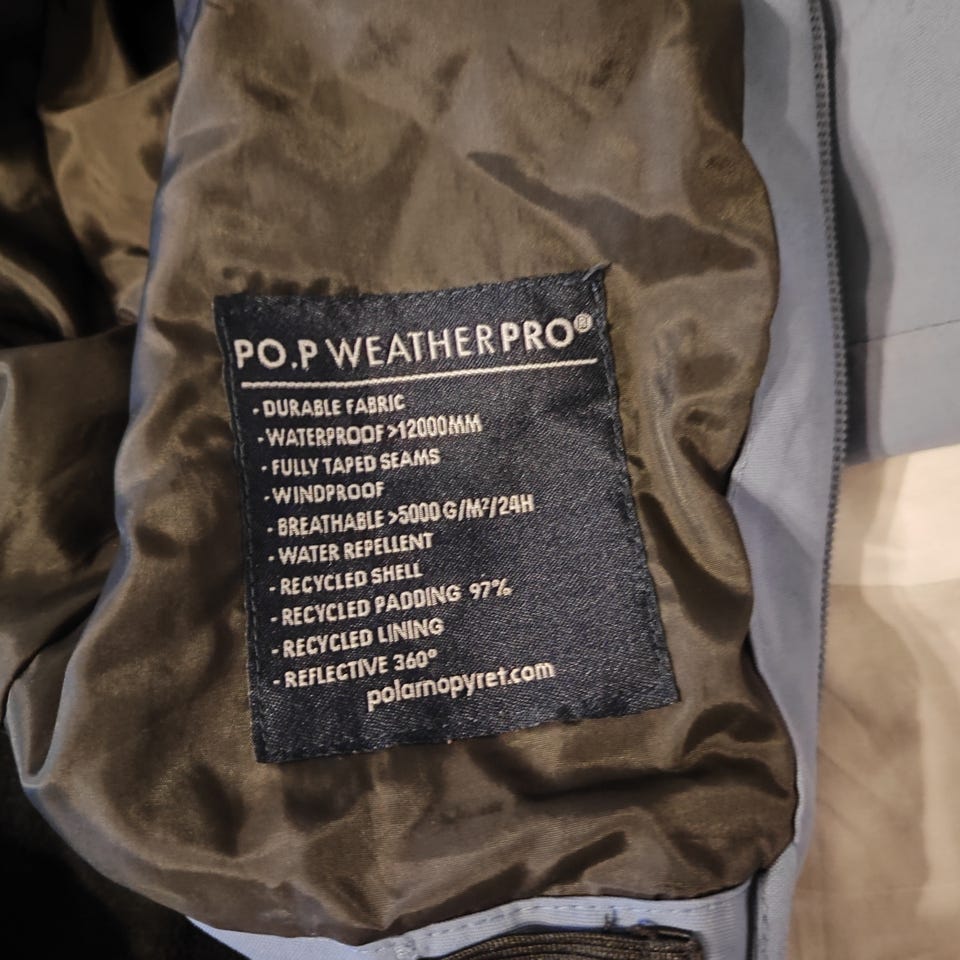 PO.P WEATHERPRO®
· DURABLE FABRIC
· WATERPROOF >12000MM
· FULLY TAPED SEAMS
· WINDPROOF
· BREATHABLE >5000 G/M²/24H
· WATER REPELLENT
· RECYCLED SHELL
· RECYCLED PADDING 97%
· RECYCLED LINING
· REFLECTIVE 360°
polarnopyret.com